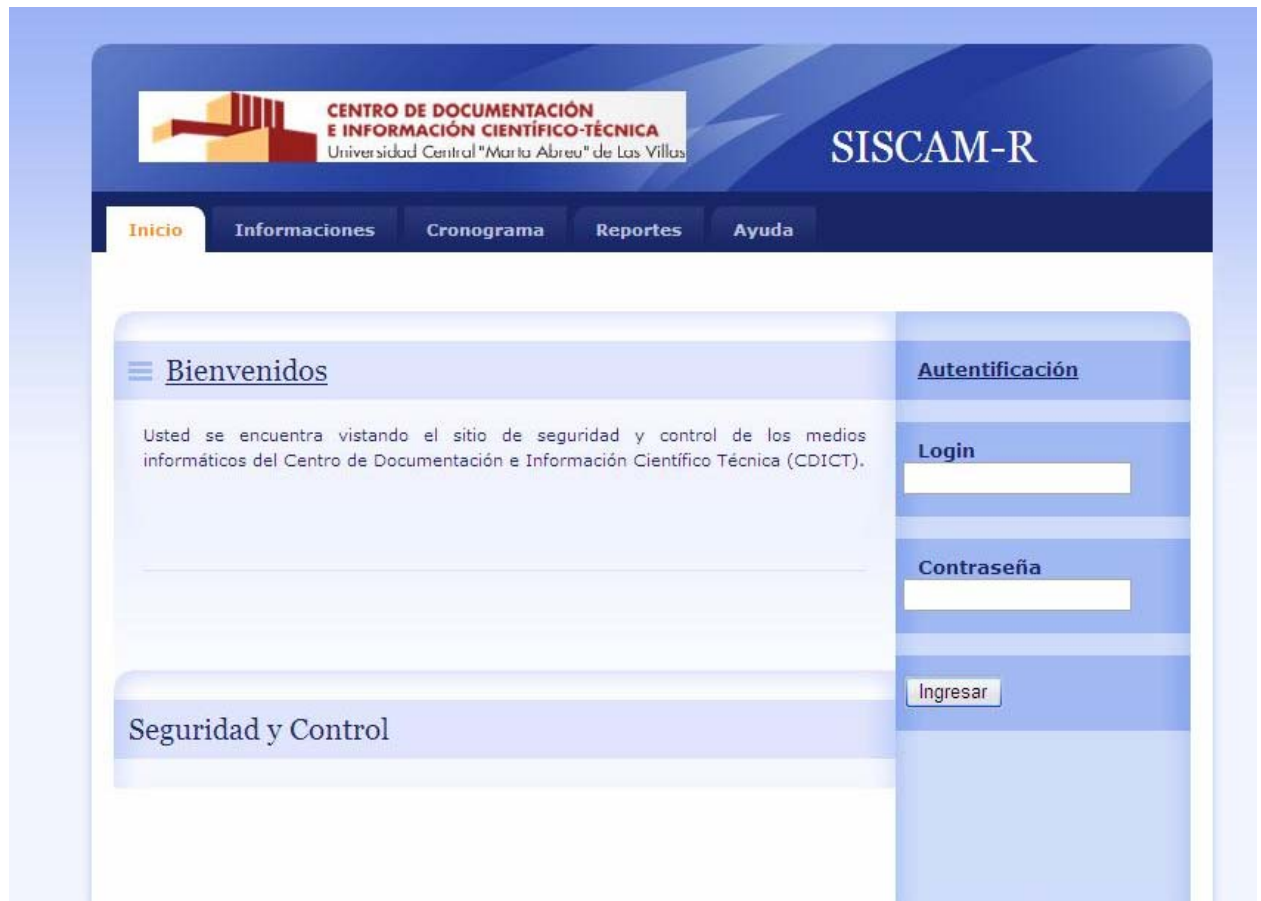 CENTRO DE DOCUMENTACIÓN
E INFORMACIÓN CIENTÍFICO-TÉCNICA
Universidad Central "Marta Abreu" de Las Villas
SISCAM-R
Inicio Informaciones Cronograma Reportes Ayuda
Bienvenidos
Usted se encuentra vistando el sitio de seguridad y control de los medios
informáticos del Centro de Documentación e Información Científico Técnica (CDICT).
Seguridad y Control
Autentificación
Login
Contraseña
Ingresar